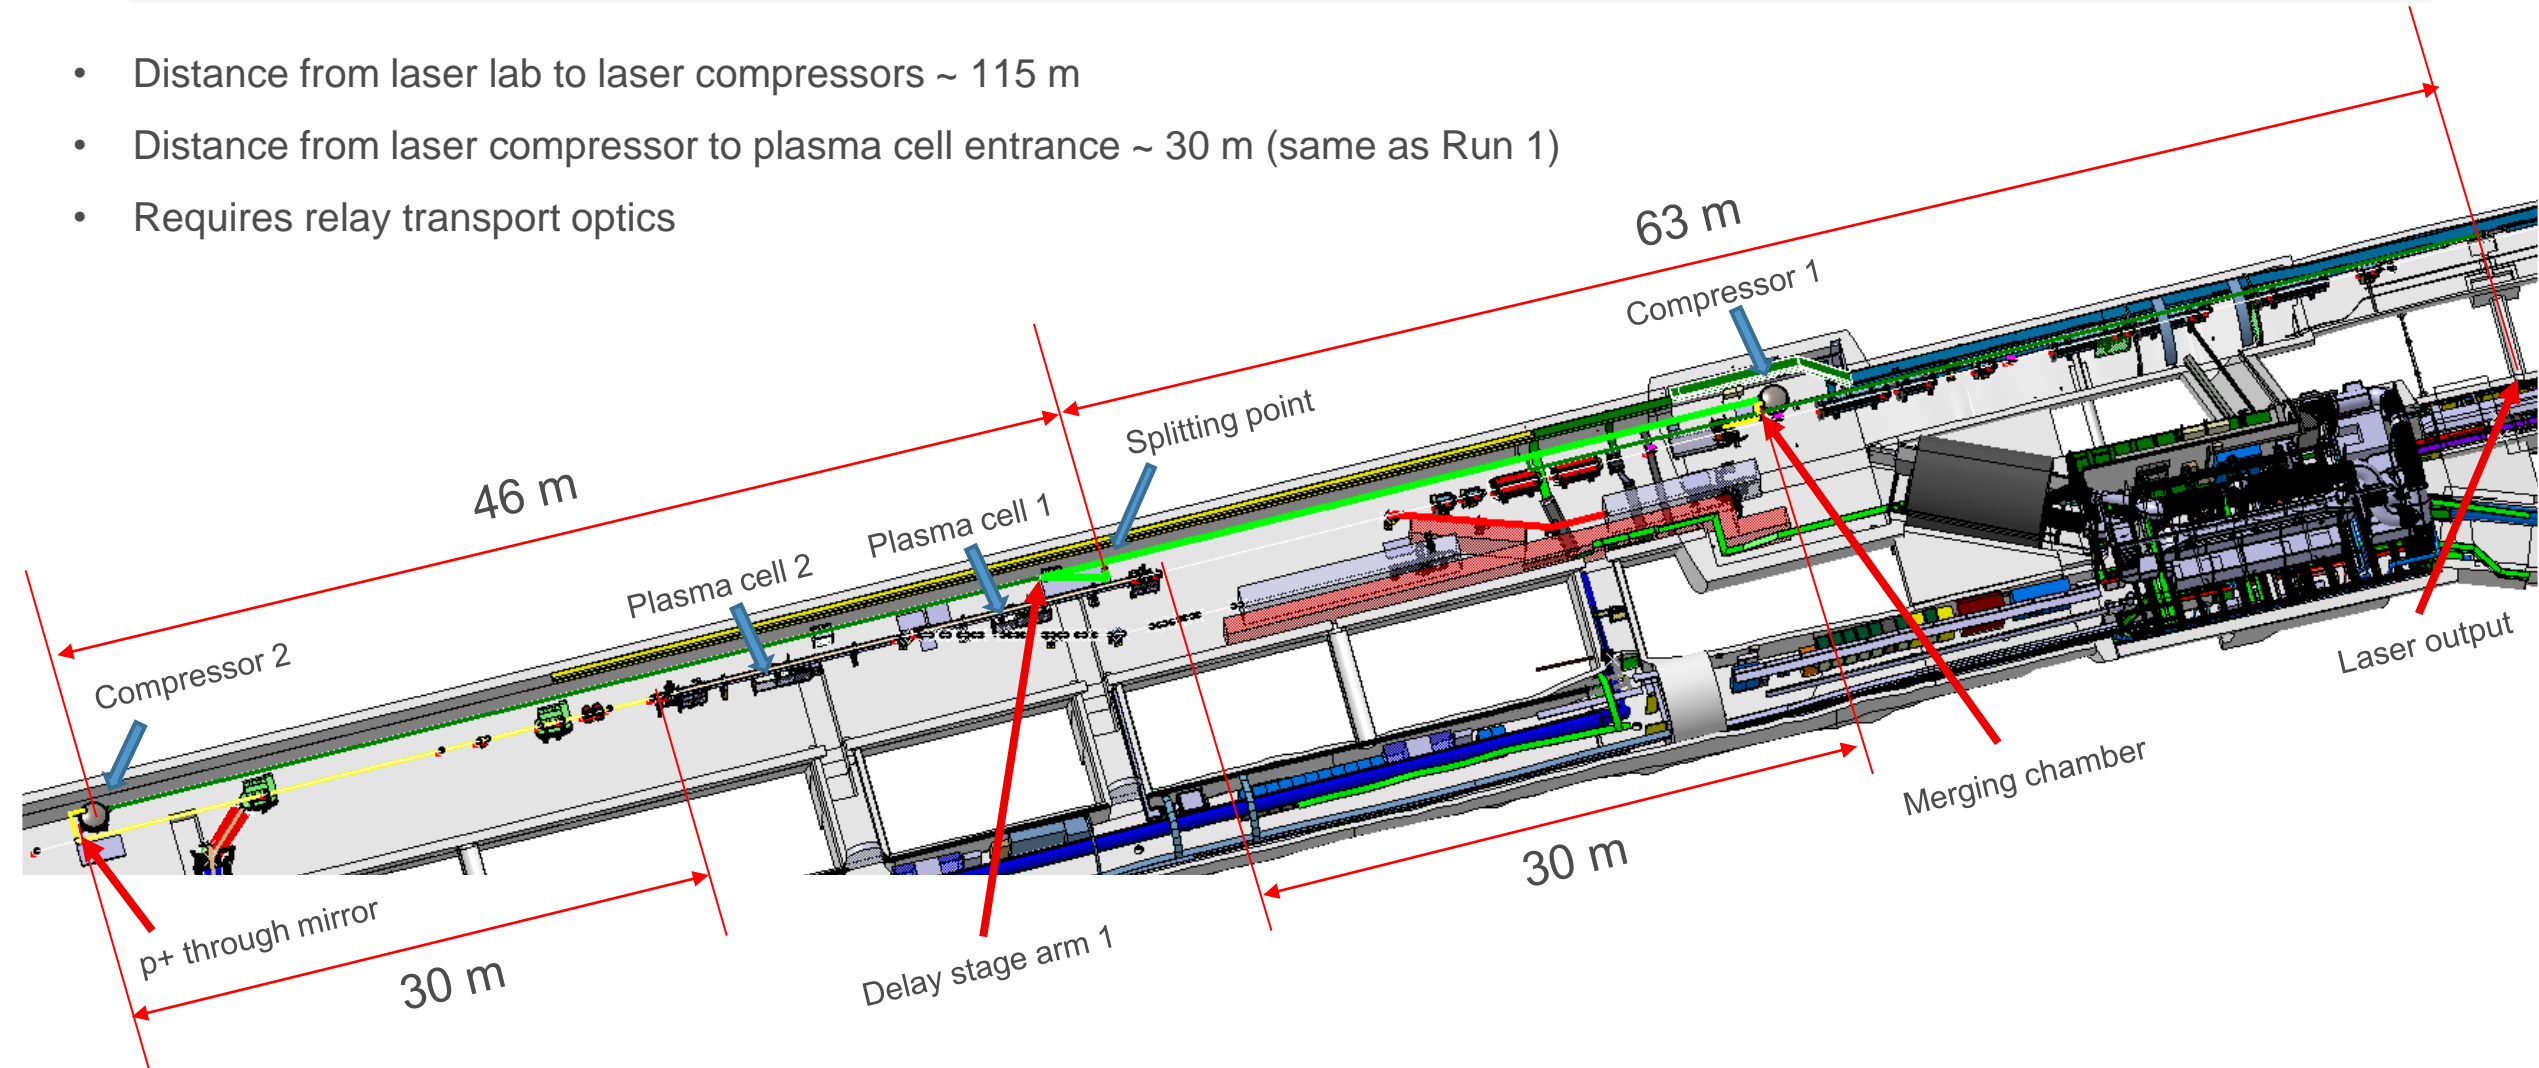 • Distance from laser lab to laser compressors ~ 115 m
• Distance from laser compressor to plasma cell entrance ~ 30 m (same as Run 1)
• Requires relay transport optics
63 m
Compressor 1
Splitting point
46 m
Plasma cell 1
Plasma cell 2
Compressor 2
Laser output
Merging chamber
30 m
p+ through mirror
Delay stage arm 1
30 m